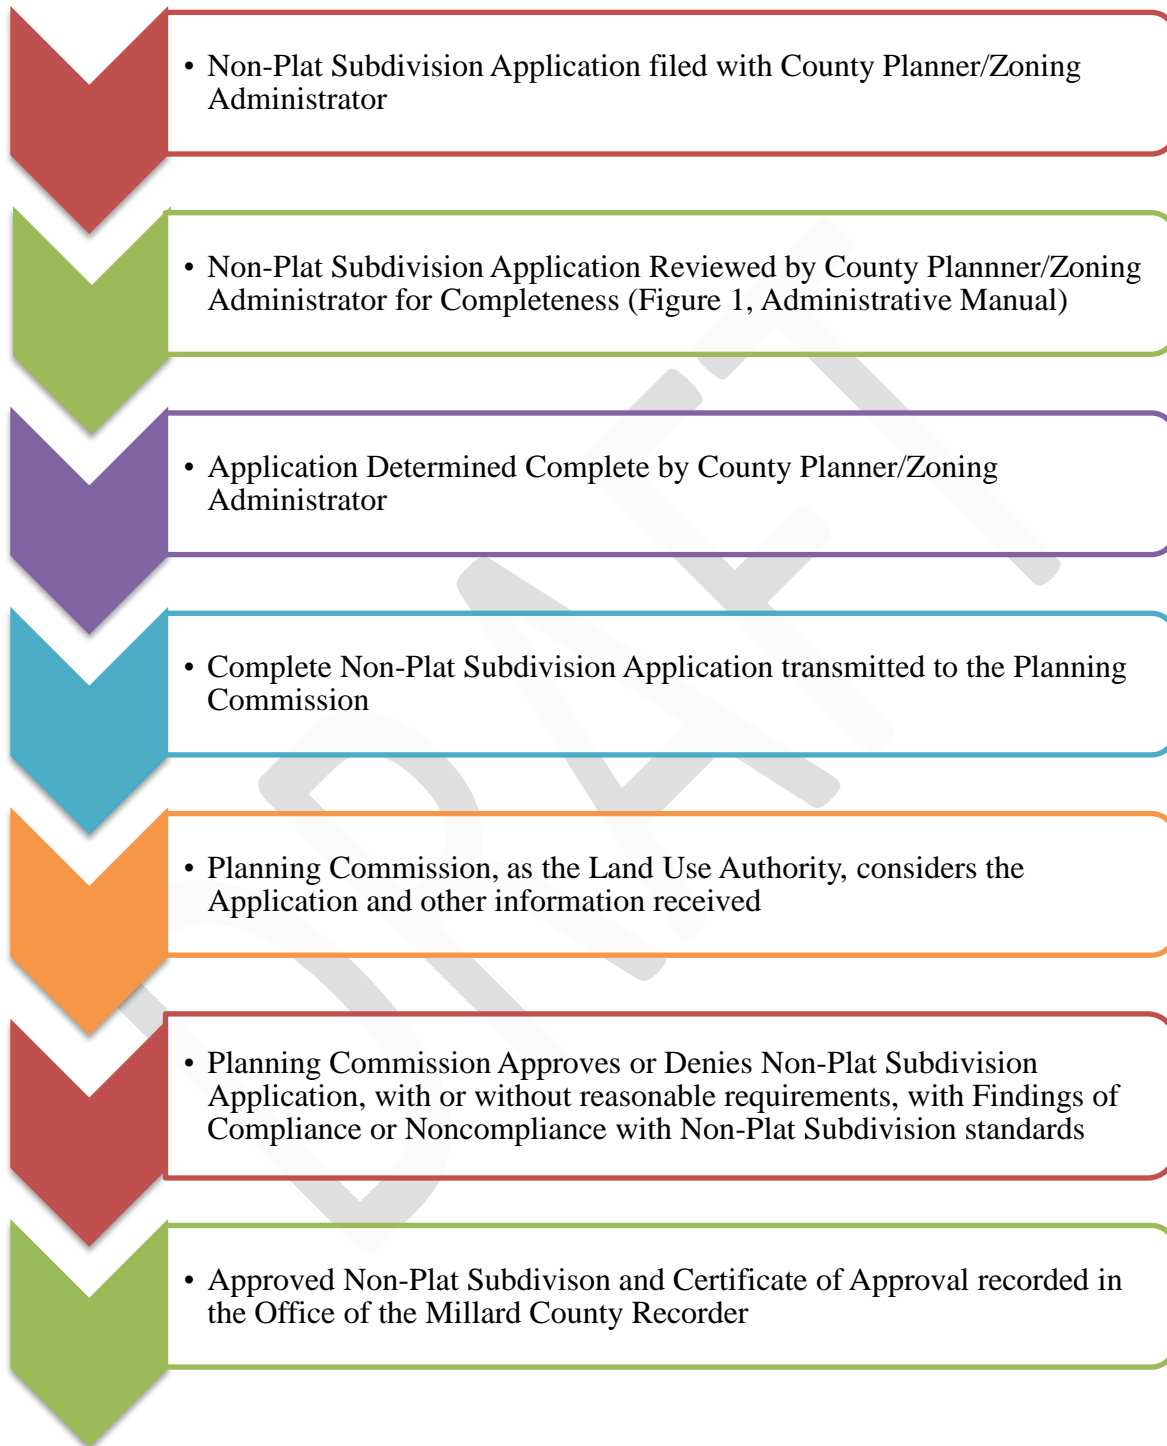 • Non-Plat Subdivision Application filed with County Planner/Zoning
Administrator
• Non-Plat Subdivision Application Reviewed by County Plannner/Zoning
Administrator for Completeness (Figure 1, Administrative Manual)
• Application Determined Complete by County Planner/Zoning
Administrator
• Complete Non-Plat Subdivision Application transmitted to the Planning
Commission
• Planning Commission, as the Land Use Authority, considers the
Application and other information received
• Planning Commission Approves or Denies Non-Plat Subdivision
Application, with or without reasonable requirements, with Findings of
Compliance or Noncompliance with Non-Plat Subdivision standards
• Approved Non-Plat Subdivison and Certificate of Approval recorded in
the Office of the Millard County Recorder
DRAFT